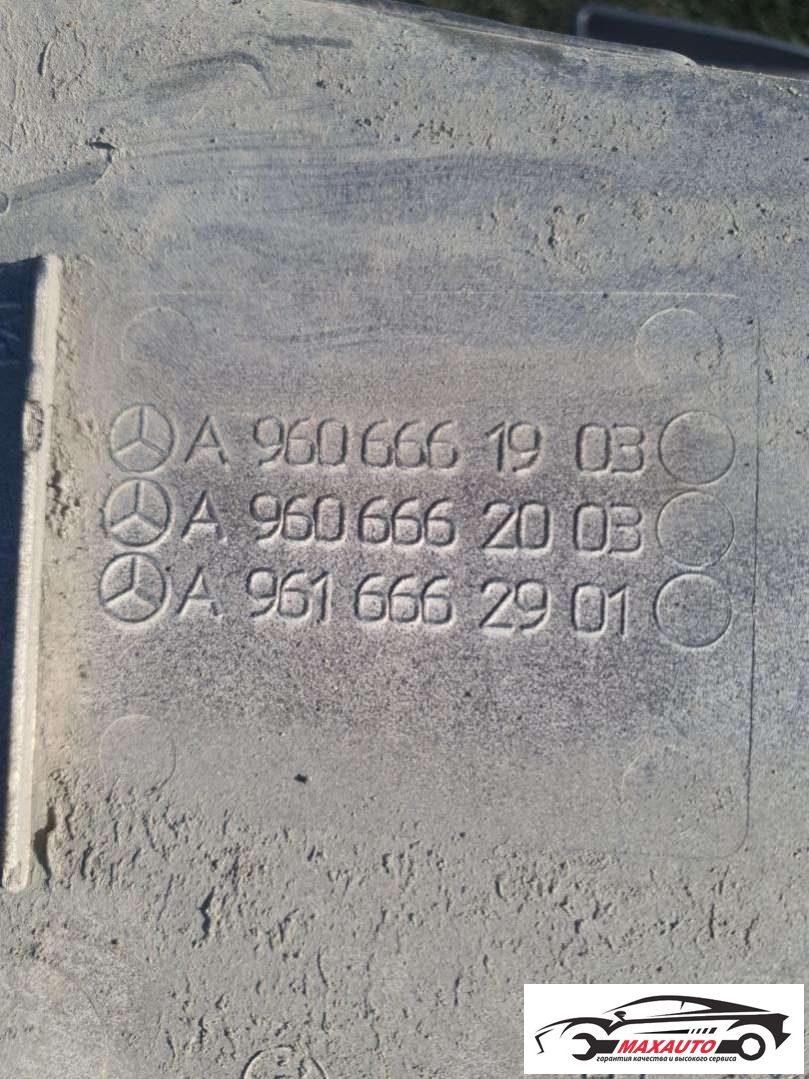 A 960 666 19 03
A 960 666 20 03
A 961 666 29 01
MAXAUTO
гарантия качества и высокого сервиса